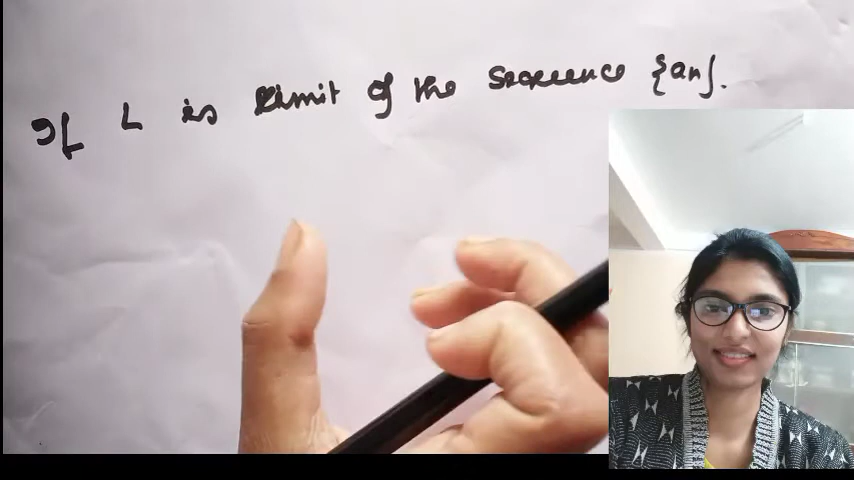 If L is limit of the sequence {an}.